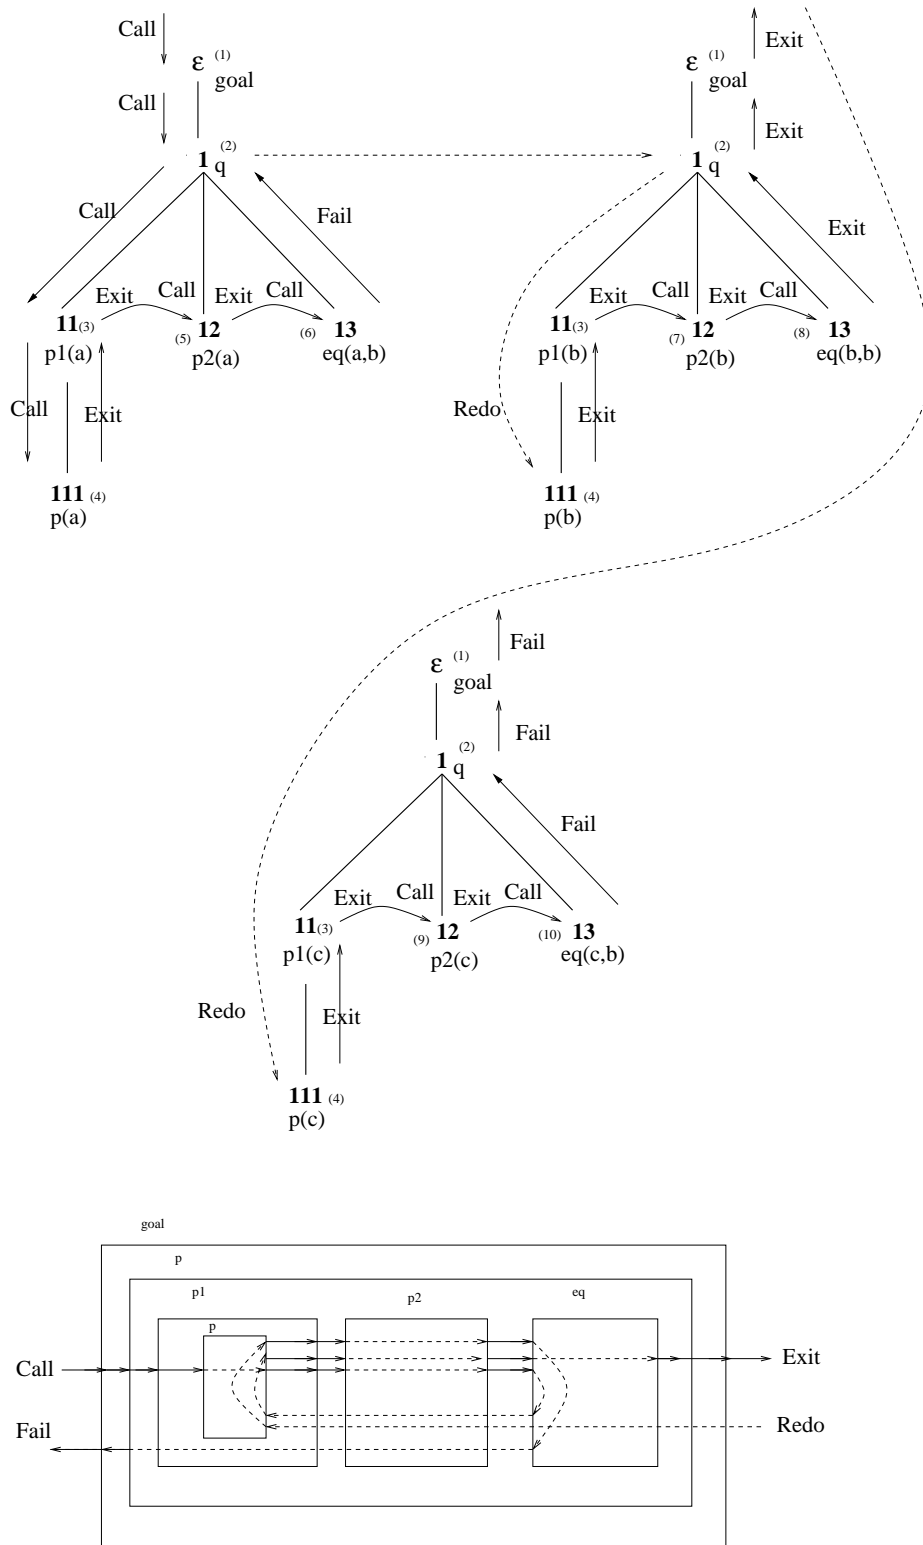 Call
ε (1)
goal
Call
1 (2)
q
Call
Fail
Exit Call Exit Call
11 (3) (5) 12 (6) 13
p1(a) p2(a) eq(a,b)
Call Exit
111 (4)
p(a)
Exit
ε (1)
goal
Exit
1 (2)
q
Exit
Exit Call Exit Call
11 (3) (7) 12 (8) 13
p1(b) p2(b) eq(b,b)
Redo Exit
111 (4)
p(b)
Fail
ε (1)
goal
Fail
1 (2)
q
Fail
Exit Call Exit Call
11 (3) (9) 12 (10) 13
p1(c) p2(c) eq(c,b)
Redo Exit
111 (4)
p(c)
goal
p
p1 p2 eq
p
Call Exit
Fail Redo